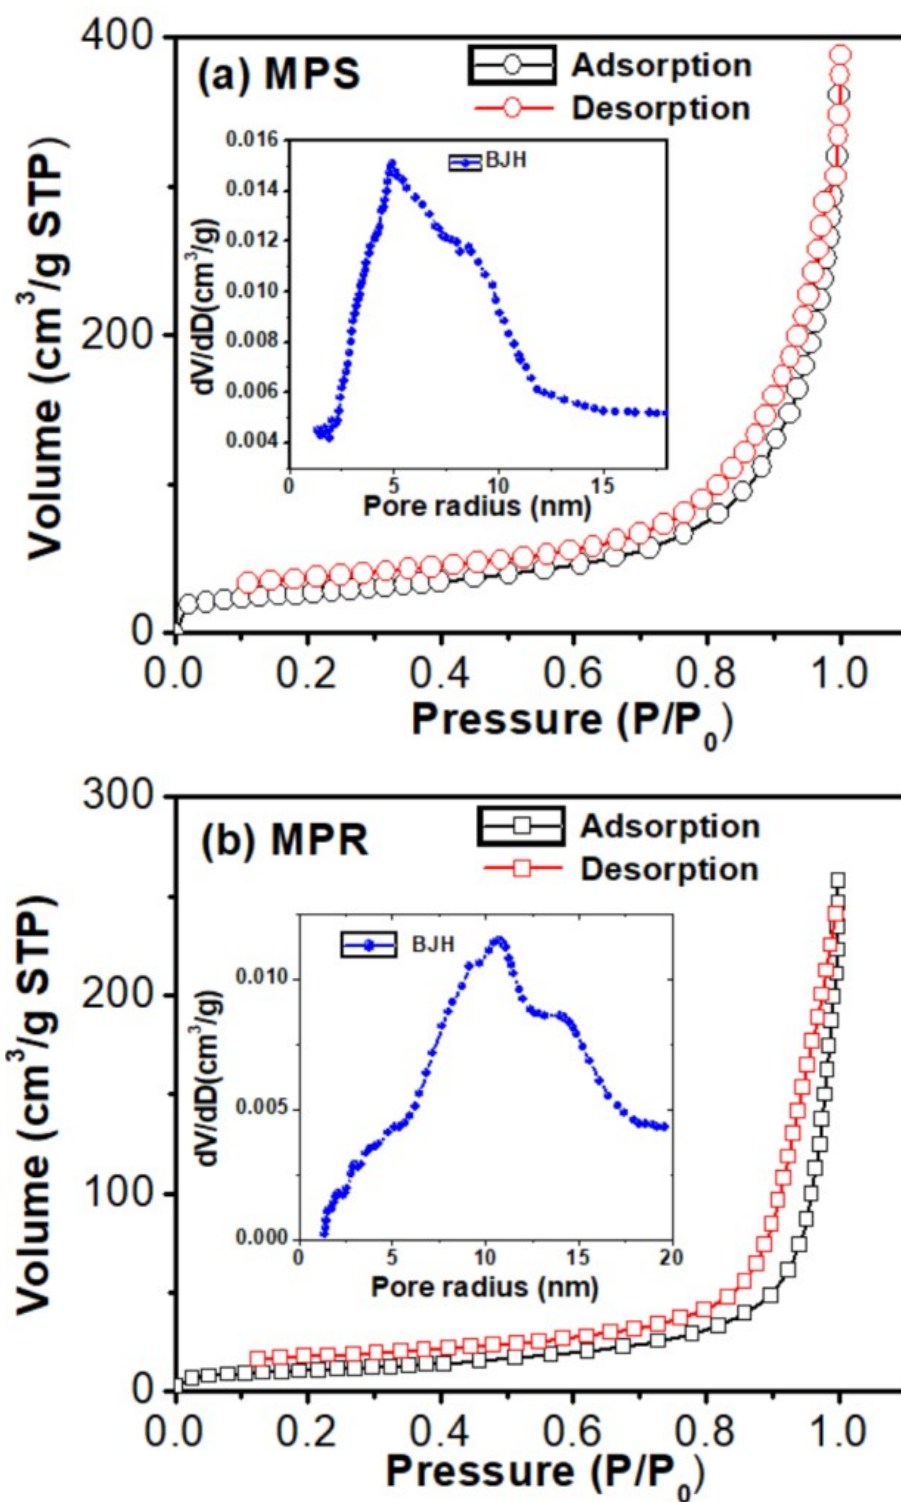 400
(a) MPS
Adsorption
Desorption
0.016
BJH
0.014
0.012
0.010
0.008
0.006
0.004
dV/dD(cm³/g)
0 5 10 15
Pore radius (nm)
200
0
Volume (cm³/g STP)
0.0 0.2 0.4 0.6 0.8 1.0
Pressure (P/P₀)
300
(b) MPR
Adsorption
Desorption
BJH
0.010
0.005
0.000
dV/dD(cm³/g)
0 5 10 15 20
Pore radius (nm)
200
100
0
Volume (cm³/g STP)
0.0 0.2 0.4 0.6 0.8 1.0
Pressure (P/P₀)